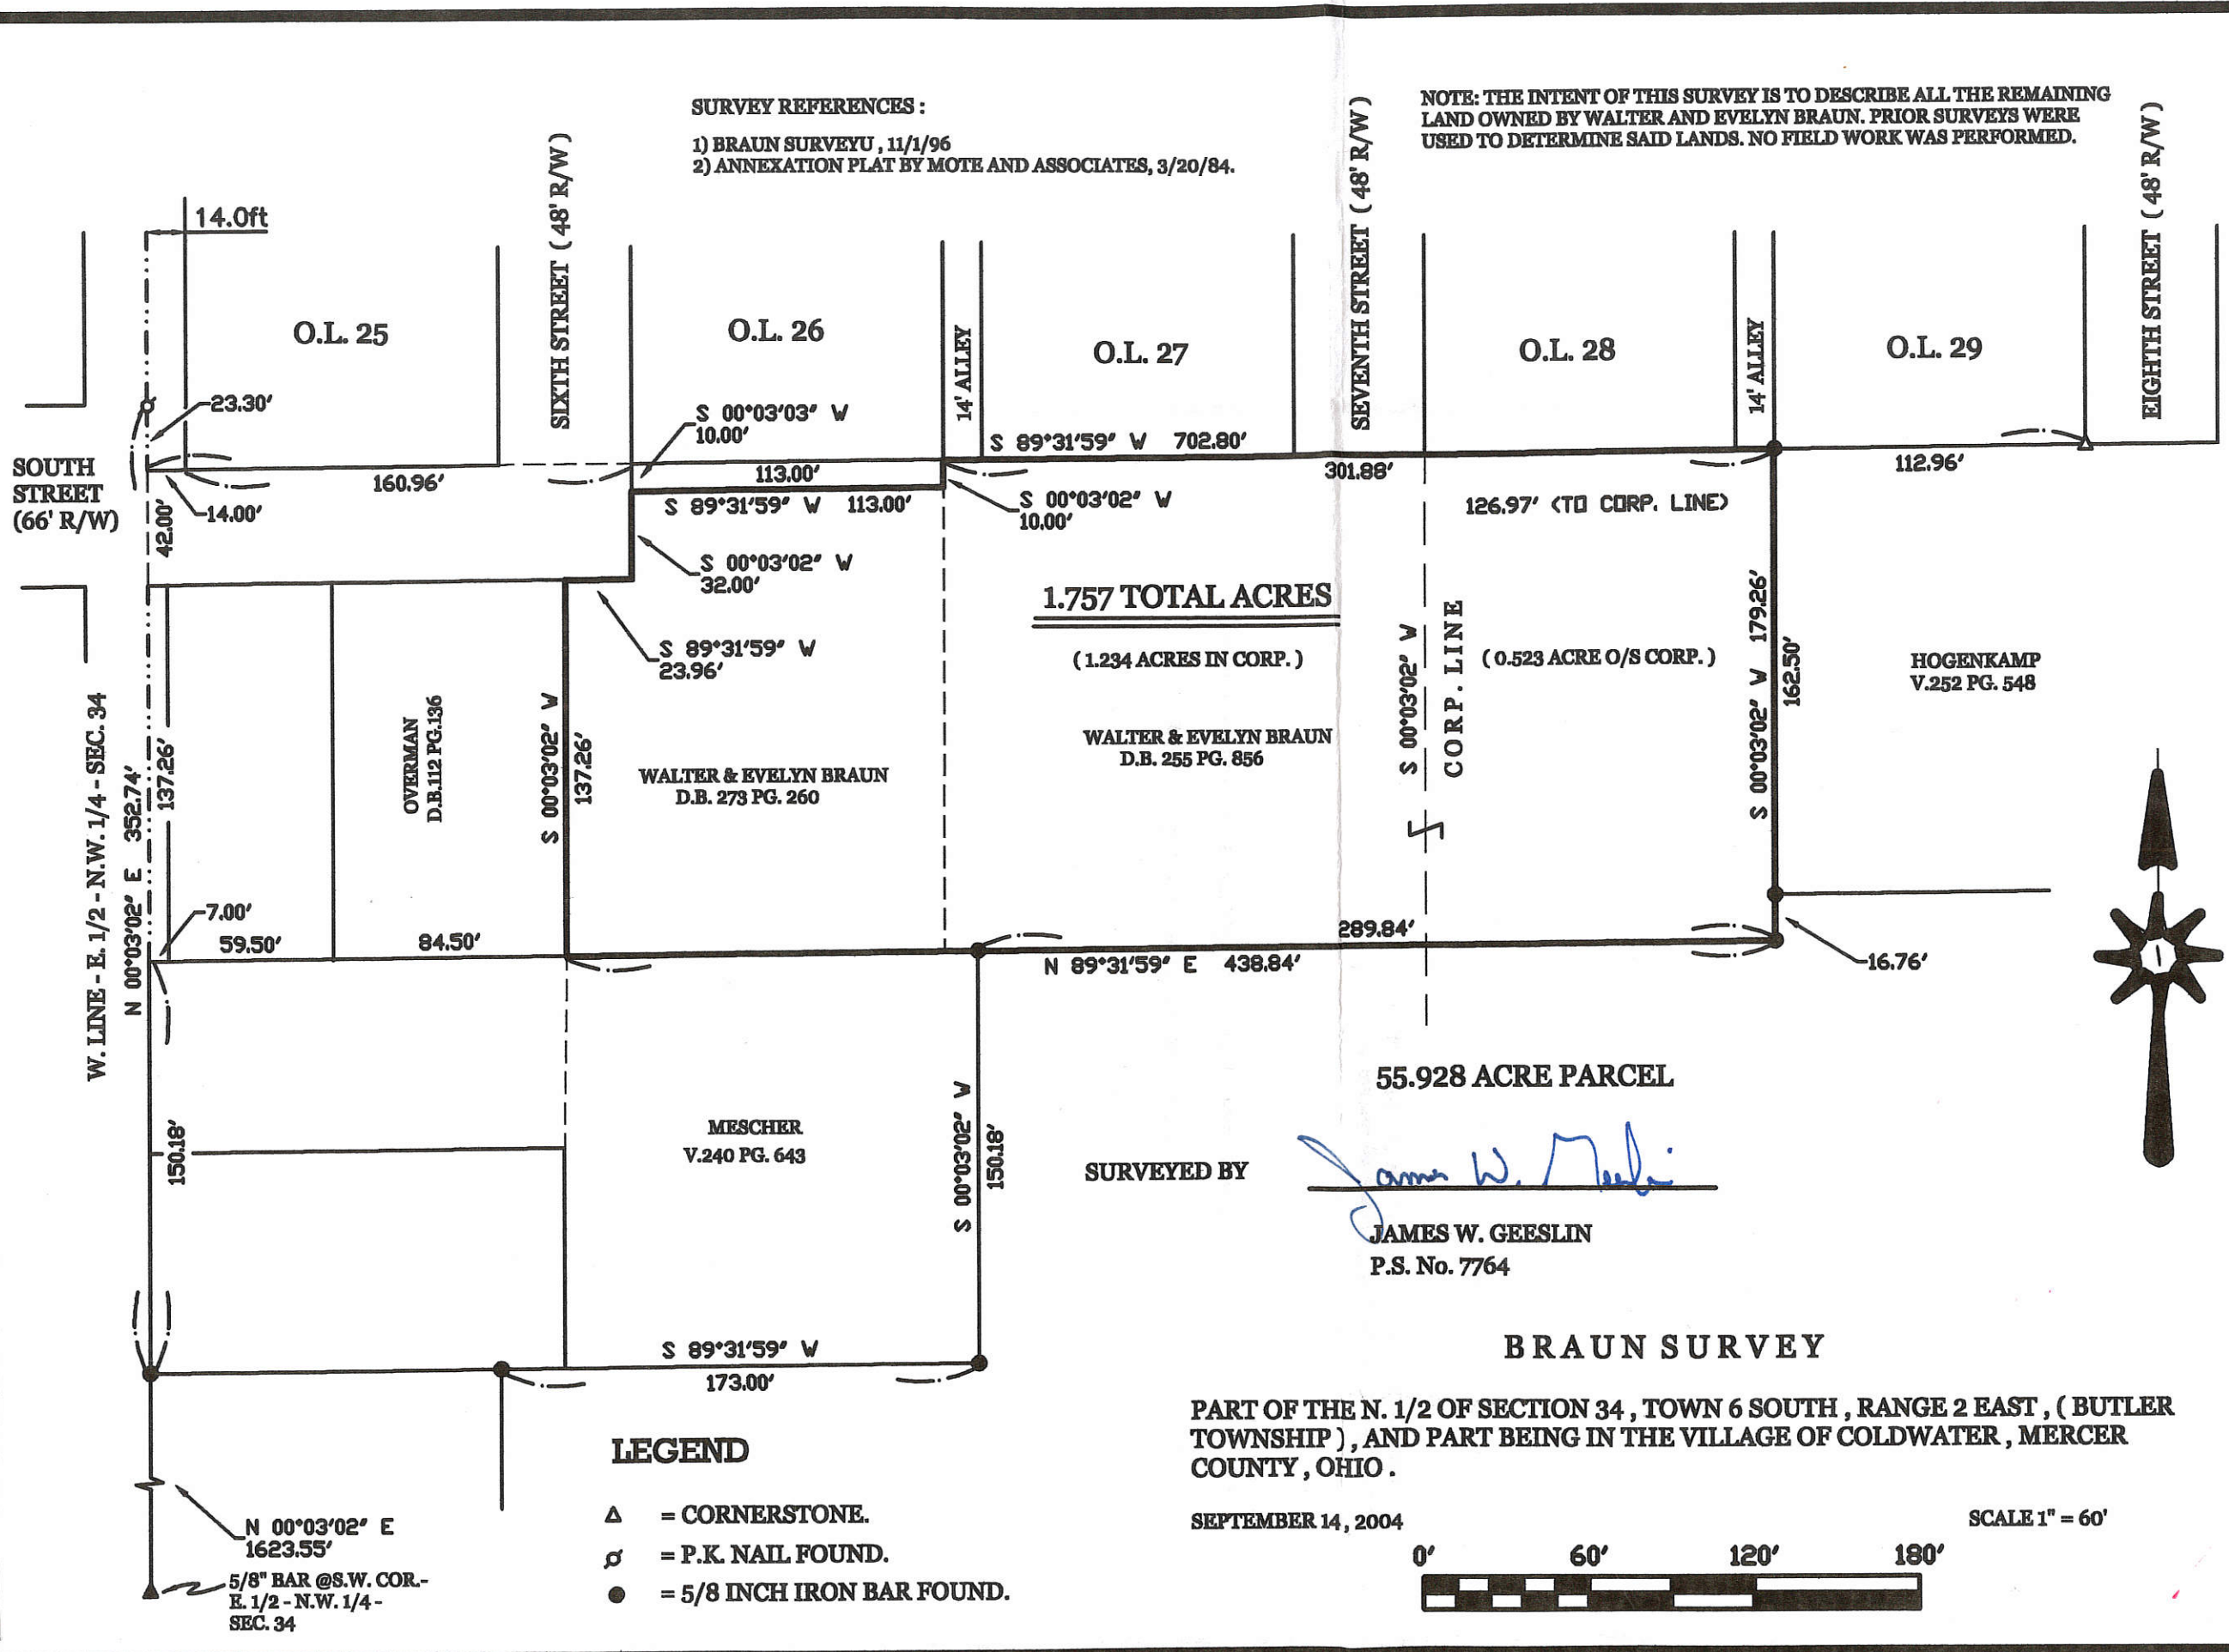 SURVEY REFERENCES :
1) BRAUN SURVEYU , 11/1/96
2) ANNEXATION PLAT BY MOTE AND ASSOCIATES, 3/20/84.
NOTE: THE INTENT OF THIS SURVEY IS TO DESCRIBE ALL THE REMAINING
LAND OWNED BY WALTER AND EVELYN BRAUN. PRIOR SURVEYS WERE
USED TO DETERMINE SAID LANDS. NO FIELD WORK WAS PERFORMED.
14.0ft
O.L. 25
SIXTH STREET ( 48' R/W )
O.L. 26
14' ALLEY
O.L. 27
SEVENTH STREET ( 48' R/W )
O.L. 28
14' ALLEY
O.L. 29
EIGHTH STREET ( 48' R/W )
23.30'
S 00°03'03" W
10.00'
S 89°31'59" W 702.80'
SOUTH
STREET
(66' R/W)
14.00'
42.00'
160.96'
113.00'
S 89°31'59" W 113.00'
S 00°03'02" W
10.00'
301.88'
126.97' (TO CORP. LINE)
112.96'
S 00°03'02" W
32.00'
S 89°31'59" W
23.96'
1.757 TOTAL ACRES
( 1.234 ACRES IN CORP. )
S 00°03'02" W
CORP. LINE
( 0.523 ACRE O/S CORP. )
S 00°03'02" W 179.26'
162.50'
HOGENKAMP
V.252 PG. 548
W. LINE - E. 1/2 - N.W. 1/4 - SEC. 34
N 00°03'02" E 352.74'
137.26'
OVERMAN
D.B.112 PG.136
S 00°03'02" W
137.26'
WALTER & EVELYN BRAUN
D.B. 273 PG. 260
WALTER & EVELYN BRAUN
D.B. 255 PG. 856
7.00'
59.50'
84.50'
289.84'
N 89°31'59" E 438.84'
16.76'
150.18'
MESCHER
V.240 PG. 643
S 00°03'02" W
150.18'
55.928 ACRE PARCEL
SURVEYED BY
James W. Geeslin
JAMES W. GEESLIN
P.S. No. 7764
S 89°31'59" W
173.00'
BRAUN SURVEY
PART OF THE N. 1/2 OF SECTION 34 , TOWN 6 SOUTH , RANGE 2 EAST , ( BUTLER
TOWNSHIP ) , AND PART BEING IN THE VILLAGE OF COLDWATER , MERCER
COUNTY , OHIO .
SEPTEMBER 14 , 2004
SCALE 1" = 60'
0' 60' 120' 180'
LEGEND
= CORNERSTONE.
= P.K. NAIL FOUND.
= 5/8 INCH IRON BAR FOUND.
N 00°03'02" E
1623.55'
5/8" BAR @S.W. COR.-
E. 1/2 - N.W. 1/4 -
SEC. 34